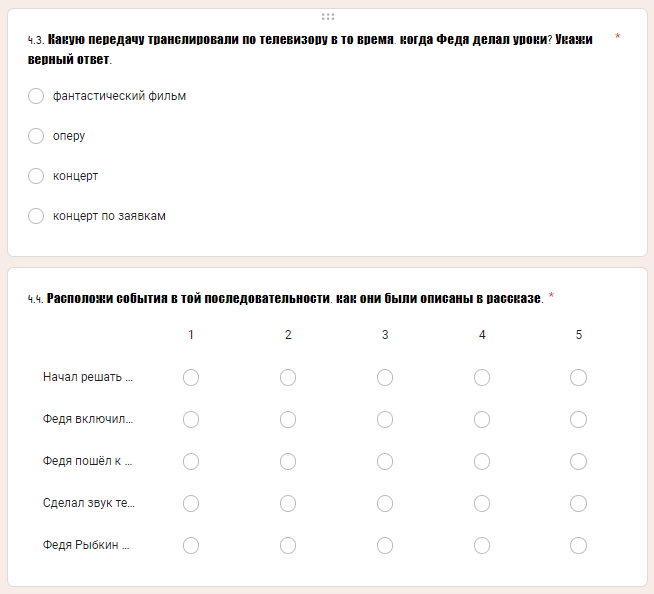 4.3. Какую передачу транслировали по телевизору в то время, когда Федя делал уроки? Укажи *
верный ответ.
фантастический фильм
оперу
концерт
концерт по заявкам
4.4. Расположи события в той последовательности, как они были описаны в рассказе. *
1 2 3 4 5
Начал решать ...
Федя включил...
Федя пошёл к ...
Сделал звук те...
Федя Рыбкин ...